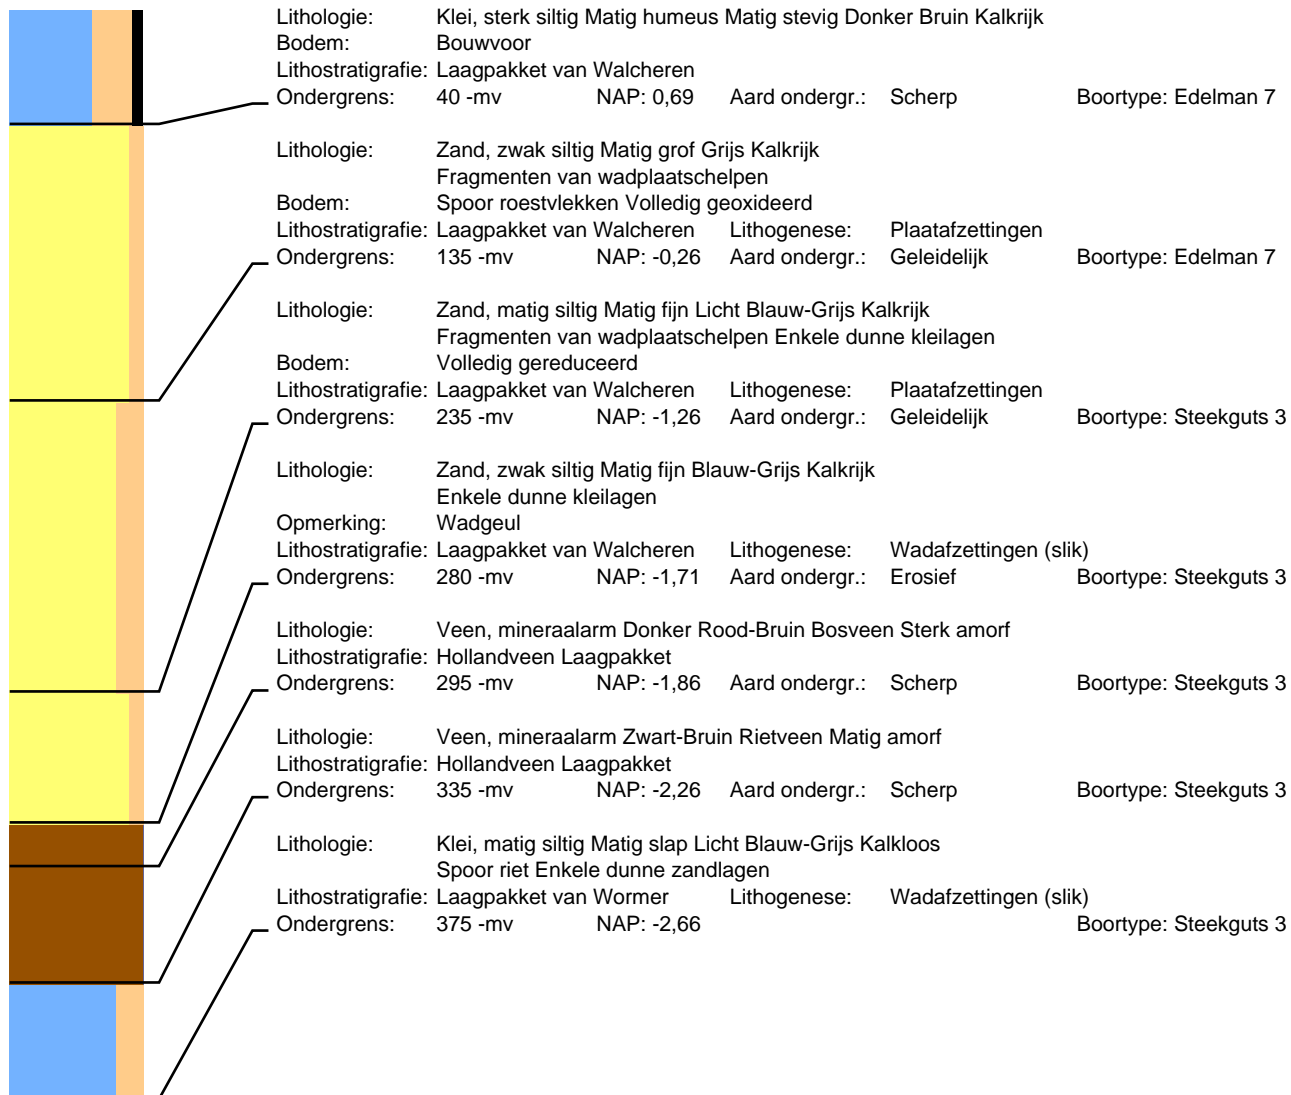 Lithologie: Klei, sterk siltig Matig humeus Matig stevig Donker Bruin Kalkrijk
Bodem: Bouwvoor
Lithostratigrafie: Laagpakket van Walcheren
Ondergrens: 40 -mv NAP: 0,69 Aard ondergr.: Scherp Boortype: Edelman 7
Lithologie: Zand, zwak siltig Matig grof Grijs Kalkrijk
Fragmenten van wadplaatschelpen
Bodem: Spoor roestvlekken Volledig geoxideerd
Lithostratigrafie: Laagpakket van Walcheren Lithogenese: Plaatafzettingen
Ondergrens: 135 -mv NAP: -0,26 Aard ondergr.: Geleidelijk Boortype: Edelman 7
Lithologie: Zand, matig siltig Matig fijn Licht Blauw-Grijs Kalkrijk
Fragmenten van wadplaatschelpen Enkele dunne kleilagen
Bodem: Volledig gereduceerd
Lithostratigrafie: Laagpakket van Walcheren Lithogenese: Plaatafzettingen
Ondergrens: 235 -mv NAP: -1,26 Aard ondergr.: Geleidelijk Boortype: Steekguts 3
Lithologie: Zand, zwak siltig Matig fijn Blauw-Grijs Kalkrijk
Enkele dunne kleilagen
Opmerking: Wadgeul
Lithostratigrafie: Laagpakket van Walcheren Lithogenese: Wadafzettingen (slik)
Ondergrens: 280 -mv NAP: -1,71 Aard ondergr.: Erosief Boortype: Steekguts 3
Lithologie: Veen, mineraalarm Donker Rood-Bruin Bosveen Sterk amorf
Lithostratigrafie: Hollandveen Laagpakket
Ondergrens: 295 -mv NAP: -1,86 Aard ondergr.: Scherp Boortype: Steekguts 3
Lithologie: Veen, mineraalarm Zwart-Bruin Rietveen Matig amorf
Lithostratigrafie: Hollandveen Laagpakket
Ondergrens: 335 -mv NAP: -2,26 Aard ondergr.: Scherp Boortype: Steekguts 3
Lithologie: Klei, matig siltig Matig slap Licht Blauw-Grijs Kalkloos
Spoor riet Enkele dunne zandlagen
Lithostratigrafie: Laagpakket van Wormer Lithogenese: Wadafzettingen (slik)
Ondergrens: 375 -mv NAP: -2,66 Boortype: Steekguts 3